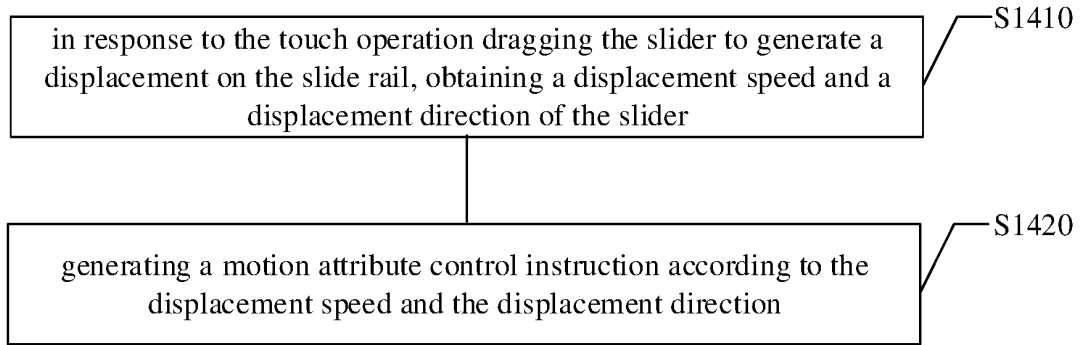 in response to the touch operation dragging the slider to generate a
displacement on the slide rail, obtaining a displacement speed and a
displacement direction of the slider
S1410
generating a motion attribute control instruction according to the
displacement speed and the displacement direction
S1420